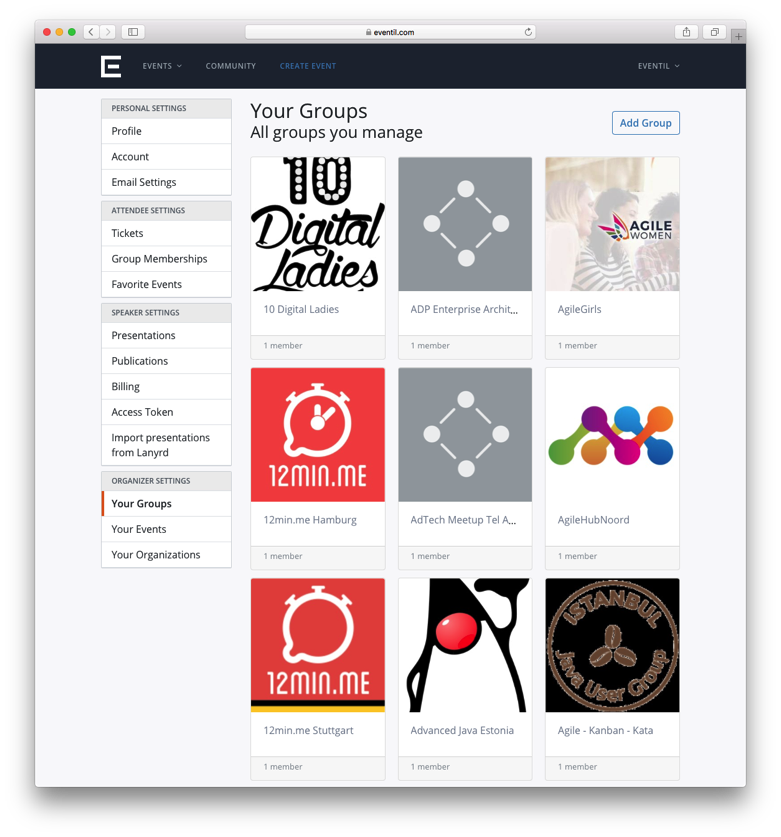 eventil.com
EVENTS
COMMUNITY
CREATE EVENT
EVENTIL
PERSONAL SETTINGS
Profile
Account
Email Settings
ATTENDEE SETTINGS
Tickets
Group Memberships
Favorite Events
SPEAKER SETTINGS
Presentations
Publications
Billing
Access Token
Import presentations
from Lanyrd
ORGANIZER SETTINGS
Your Groups
Your Events
Your Organizations
Your Groups
All groups you manage
Add Group
10
Digital
Ladies
10 Digital Ladies
1 member
ADP Enterprise Archit...
1 member
AGILE
WOMEN
AgileGirls
1 member
12MIN.ME
12min.me Hamburg
1 member
AdTech Meetup Tel A...
1 member
AgileHubNoord
1 member
12MIN.ME
12min.me Stuttgart
1 member
Advanced Java Estonia
1 member
ISTANBUL
Java User Group
Agile - Kanban - Kata
1 member